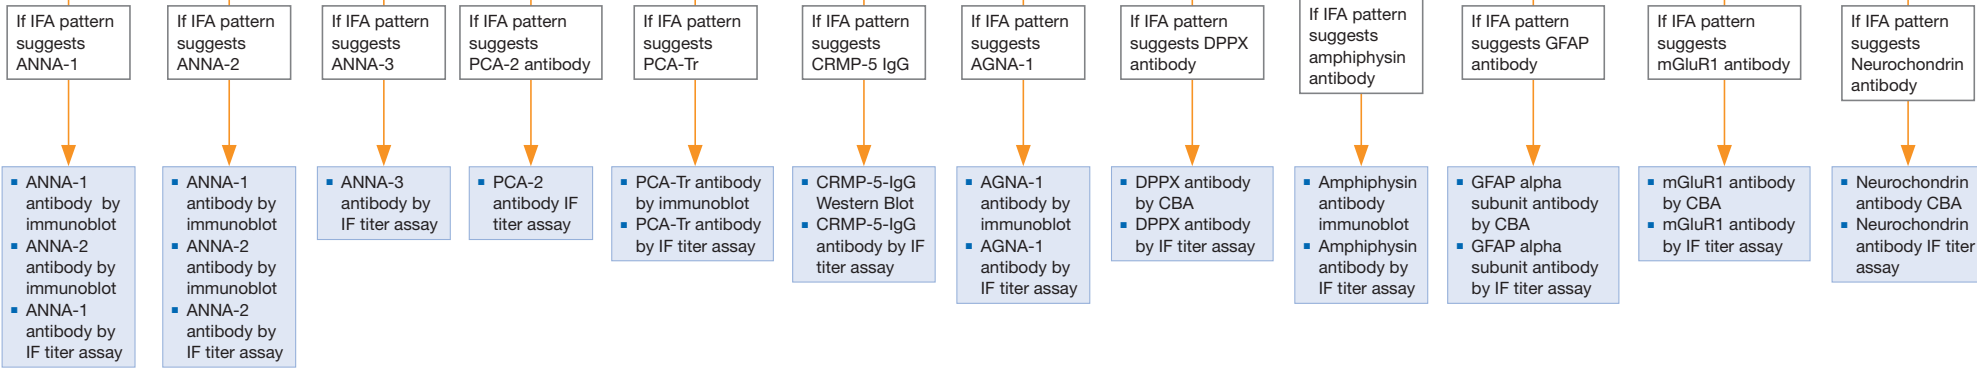 If IFA pattern
suggests
ANNA-1
If IFA pattern
suggests
ANNA-2
If IFA pattern
suggests
ANNA-3
If IFA pattern
suggests
PCA-2 antibody
If IFA pattern
suggests
PCA-Tr
If IFA pattern
suggests
CRMP-5 IgG
If IFA pattern
suggests
AGNA-1
If IFA pattern
suggests DPPX
antibody
If IFA pattern
suggests
amphiphysin
antibody
If IFA pattern
suggests GFAP
antibody
If IFA pattern
suggests
mGluR1 antibody
If IFA pattern
suggests
Neurochondrin
antibody
▪ ANNA-1
antibody by
immunoblot
▪ ANNA-2
antibody by
immunoblot
▪ ANNA-1
antibody by
IF titer assay
▪ ANNA-1
antibody by
immunoblot
▪ ANNA-2
antibody by
immunoblot
▪ ANNA-2
antibody by
IF titer assay
▪ ANNA-3
antibody by
IF titer assay
▪ PCA-2
antibody IF
titer assay
▪ PCA-Tr antibody
by immunoblot
▪ PCA-Tr antibody
by IF titer assay
▪ CRMP-5-IgG
Western Blot
▪ CRMP-5-IgG
antibody by IF
titer assay
▪ AGNA-1
antibody by
immunoblot
▪ AGNA-1
antibody by
IF titer assay
▪ DPPX antibody
by CBA
▪ DPPX antibody
by IF titer assay
▪ Amphiphysin
antibody
immunoblot
▪ Amphiphysin
antibody by
IF titer assay
▪ GFAP alpha
subunit antibody
by CBA
▪ GFAP alpha
subunit antibody
by IF titer assay
▪ mGluR1 antibody
by CBA
▪ mGluR1 antibody
by IF titer assay
▪ Neurochondrin
antibody CBA
▪ Neurochondrin
antibody IF titer
assay